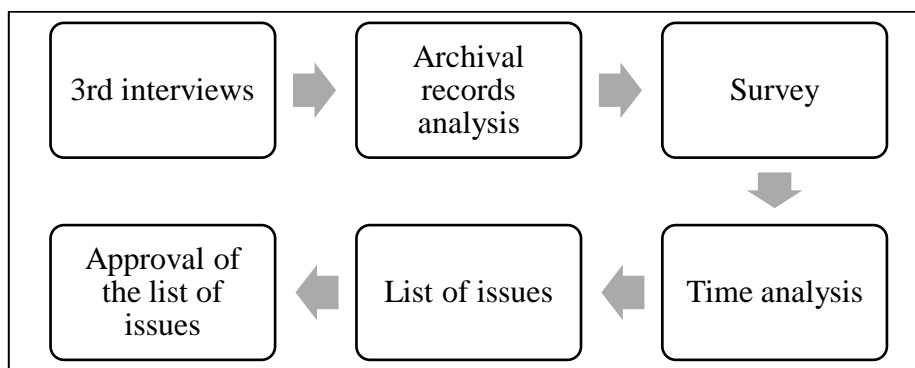 3rd interviews
Archival
records
analysis
Survey
Time analysis
List of issues
Approval of
the list of
issues